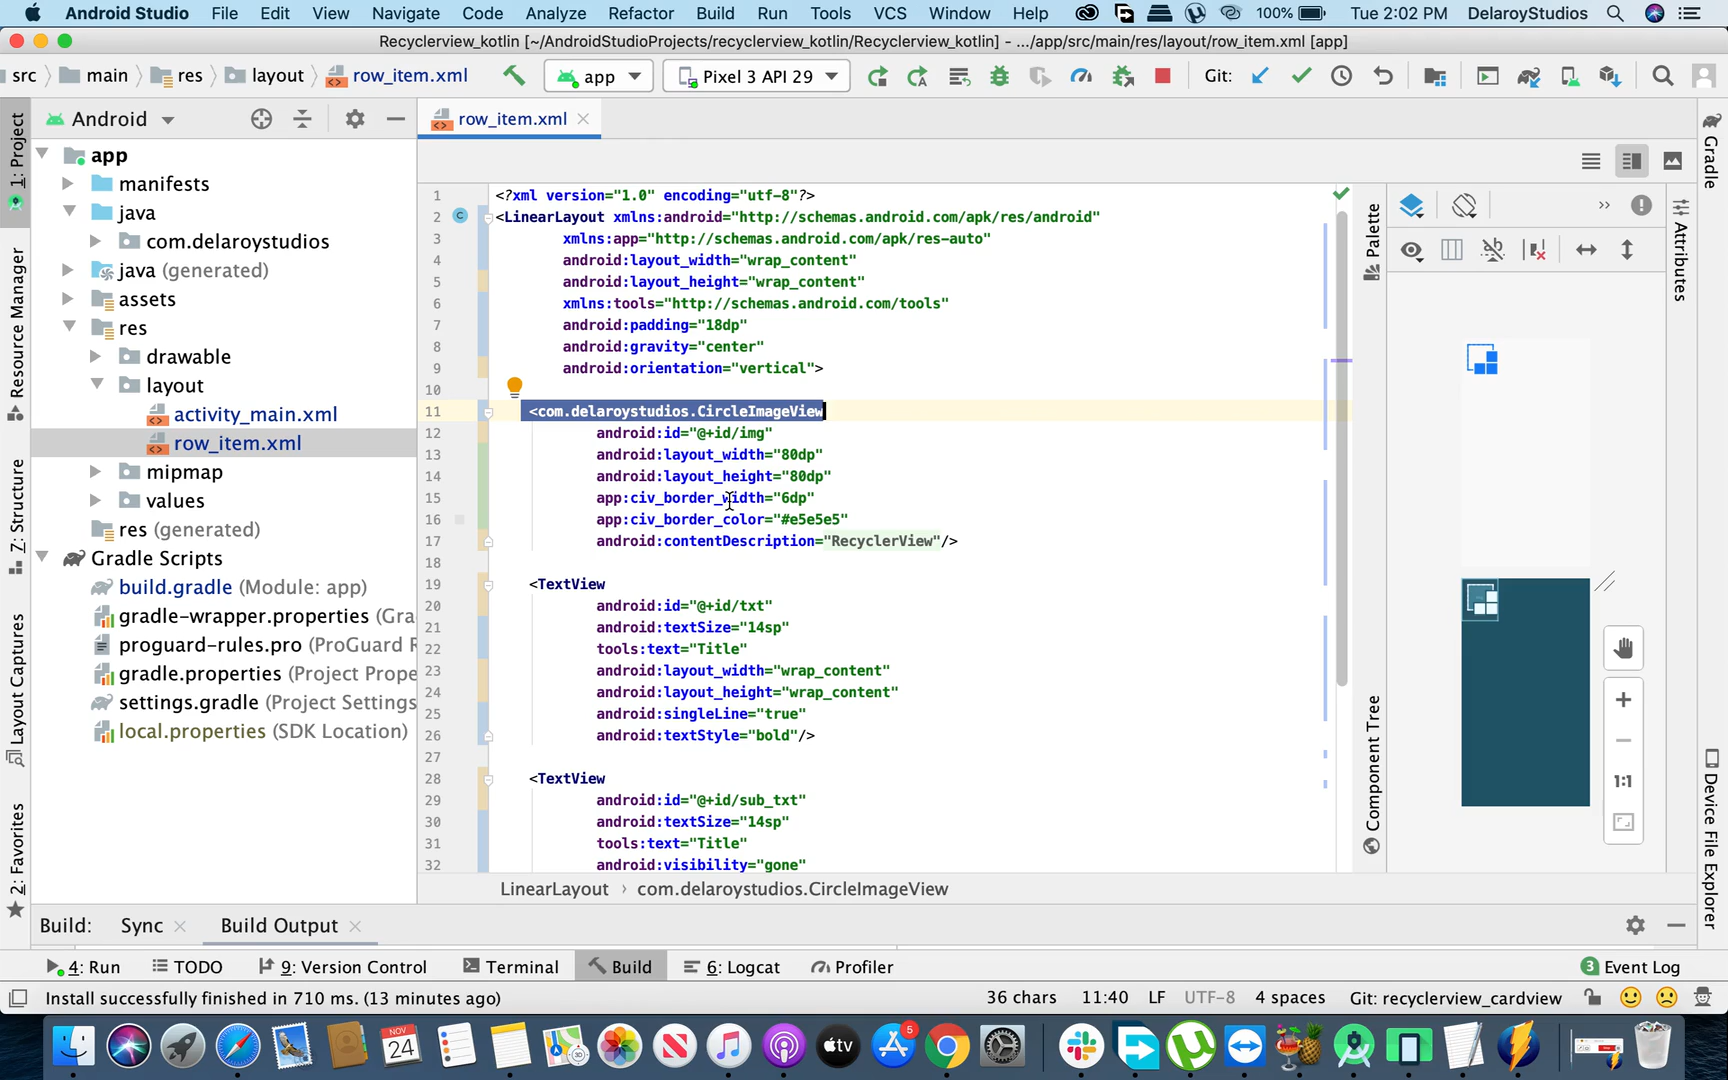 Android Studio File Edit View Navigate Code Analyze Refactor Build Run Tools VCS Window Help 100% Tue 2:02 PM DelaroyStudios
Recyclerview_kotlin [~/AndroidStudioProjects/recyclerview_kotlin/Recyclerview_kotlin] - .../app/src/main/res/layout/row_item.xml [app]
src main res layout row_item.xml app Pixel 3 API 29 Git:
Android
row_item.xml
1: Project
Resource Manager
7: Structure
Layout Captures
2: Favorites
app
manifests
java
com.delaroystudios
java (generated)
assets
res
drawable
layout
activity_main.xml
row_item.xml
mipmap
values
res (generated)
Gradle Scripts
build.gradle (Module: app)
gradle-wrapper.properties (Gra
proguard-rules.pro (ProGuard R
gradle.properties (Project Prope
settings.gradle (Project Settings
local.properties (SDK Location)
1 <?xml version="1.0" encoding="utf-8"?>
2 <LinearLayout xmlns:android="http://schemas.android.com/apk/res/android"
3 xmlns:app="http://schemas.android.com/apk/res-auto"
4 android:layout_width="wrap_content"
5 android:layout_height="wrap_content"
6 xmlns:tools="http://schemas.android.com/tools"
7 android:padding="18dp"
8 android:gravity="center"
9 android:orientation="vertical">
10
11 <com.delaroystudios.CircleImageView
12 android:id="@+id/img"
13 android:layout_width="80dp"
14 android:layout_height="80dp"
15 app:civ_border_width="6dp"
16 app:civ_border_color="#e5e5e5"
17 android:contentDescription="RecyclerView"/>
18
19 <TextView
20 android:id="@+id/txt"
21 android:textSize="14sp"
22 tools:text="Title"
23 android:layout_width="wrap_content"
24 android:layout_height="wrap_content"
25 android:singleLine="true"
26 android:textStyle="bold"/>
27
28 <TextView
29 android:id="@+id/sub_txt"
30 android:textSize="14sp"
31 tools:text="Title"
32 android:visibility="gone"
LinearLayout › com.delaroystudios.CircleImageView
Palette
Component Tree
1:1
Gradle
Attributes
Device File Explorer
Build: Sync Build Output
4: Run TODO 9: Version Control Terminal Build 6: Logcat Profiler 3 Event Log
Install successfully finished in 710 ms. (13 minutes ago) 36 chars 11:40 LF UTF-8 4 spaces Git: recyclerview_cardview
NOV
24
tv
5